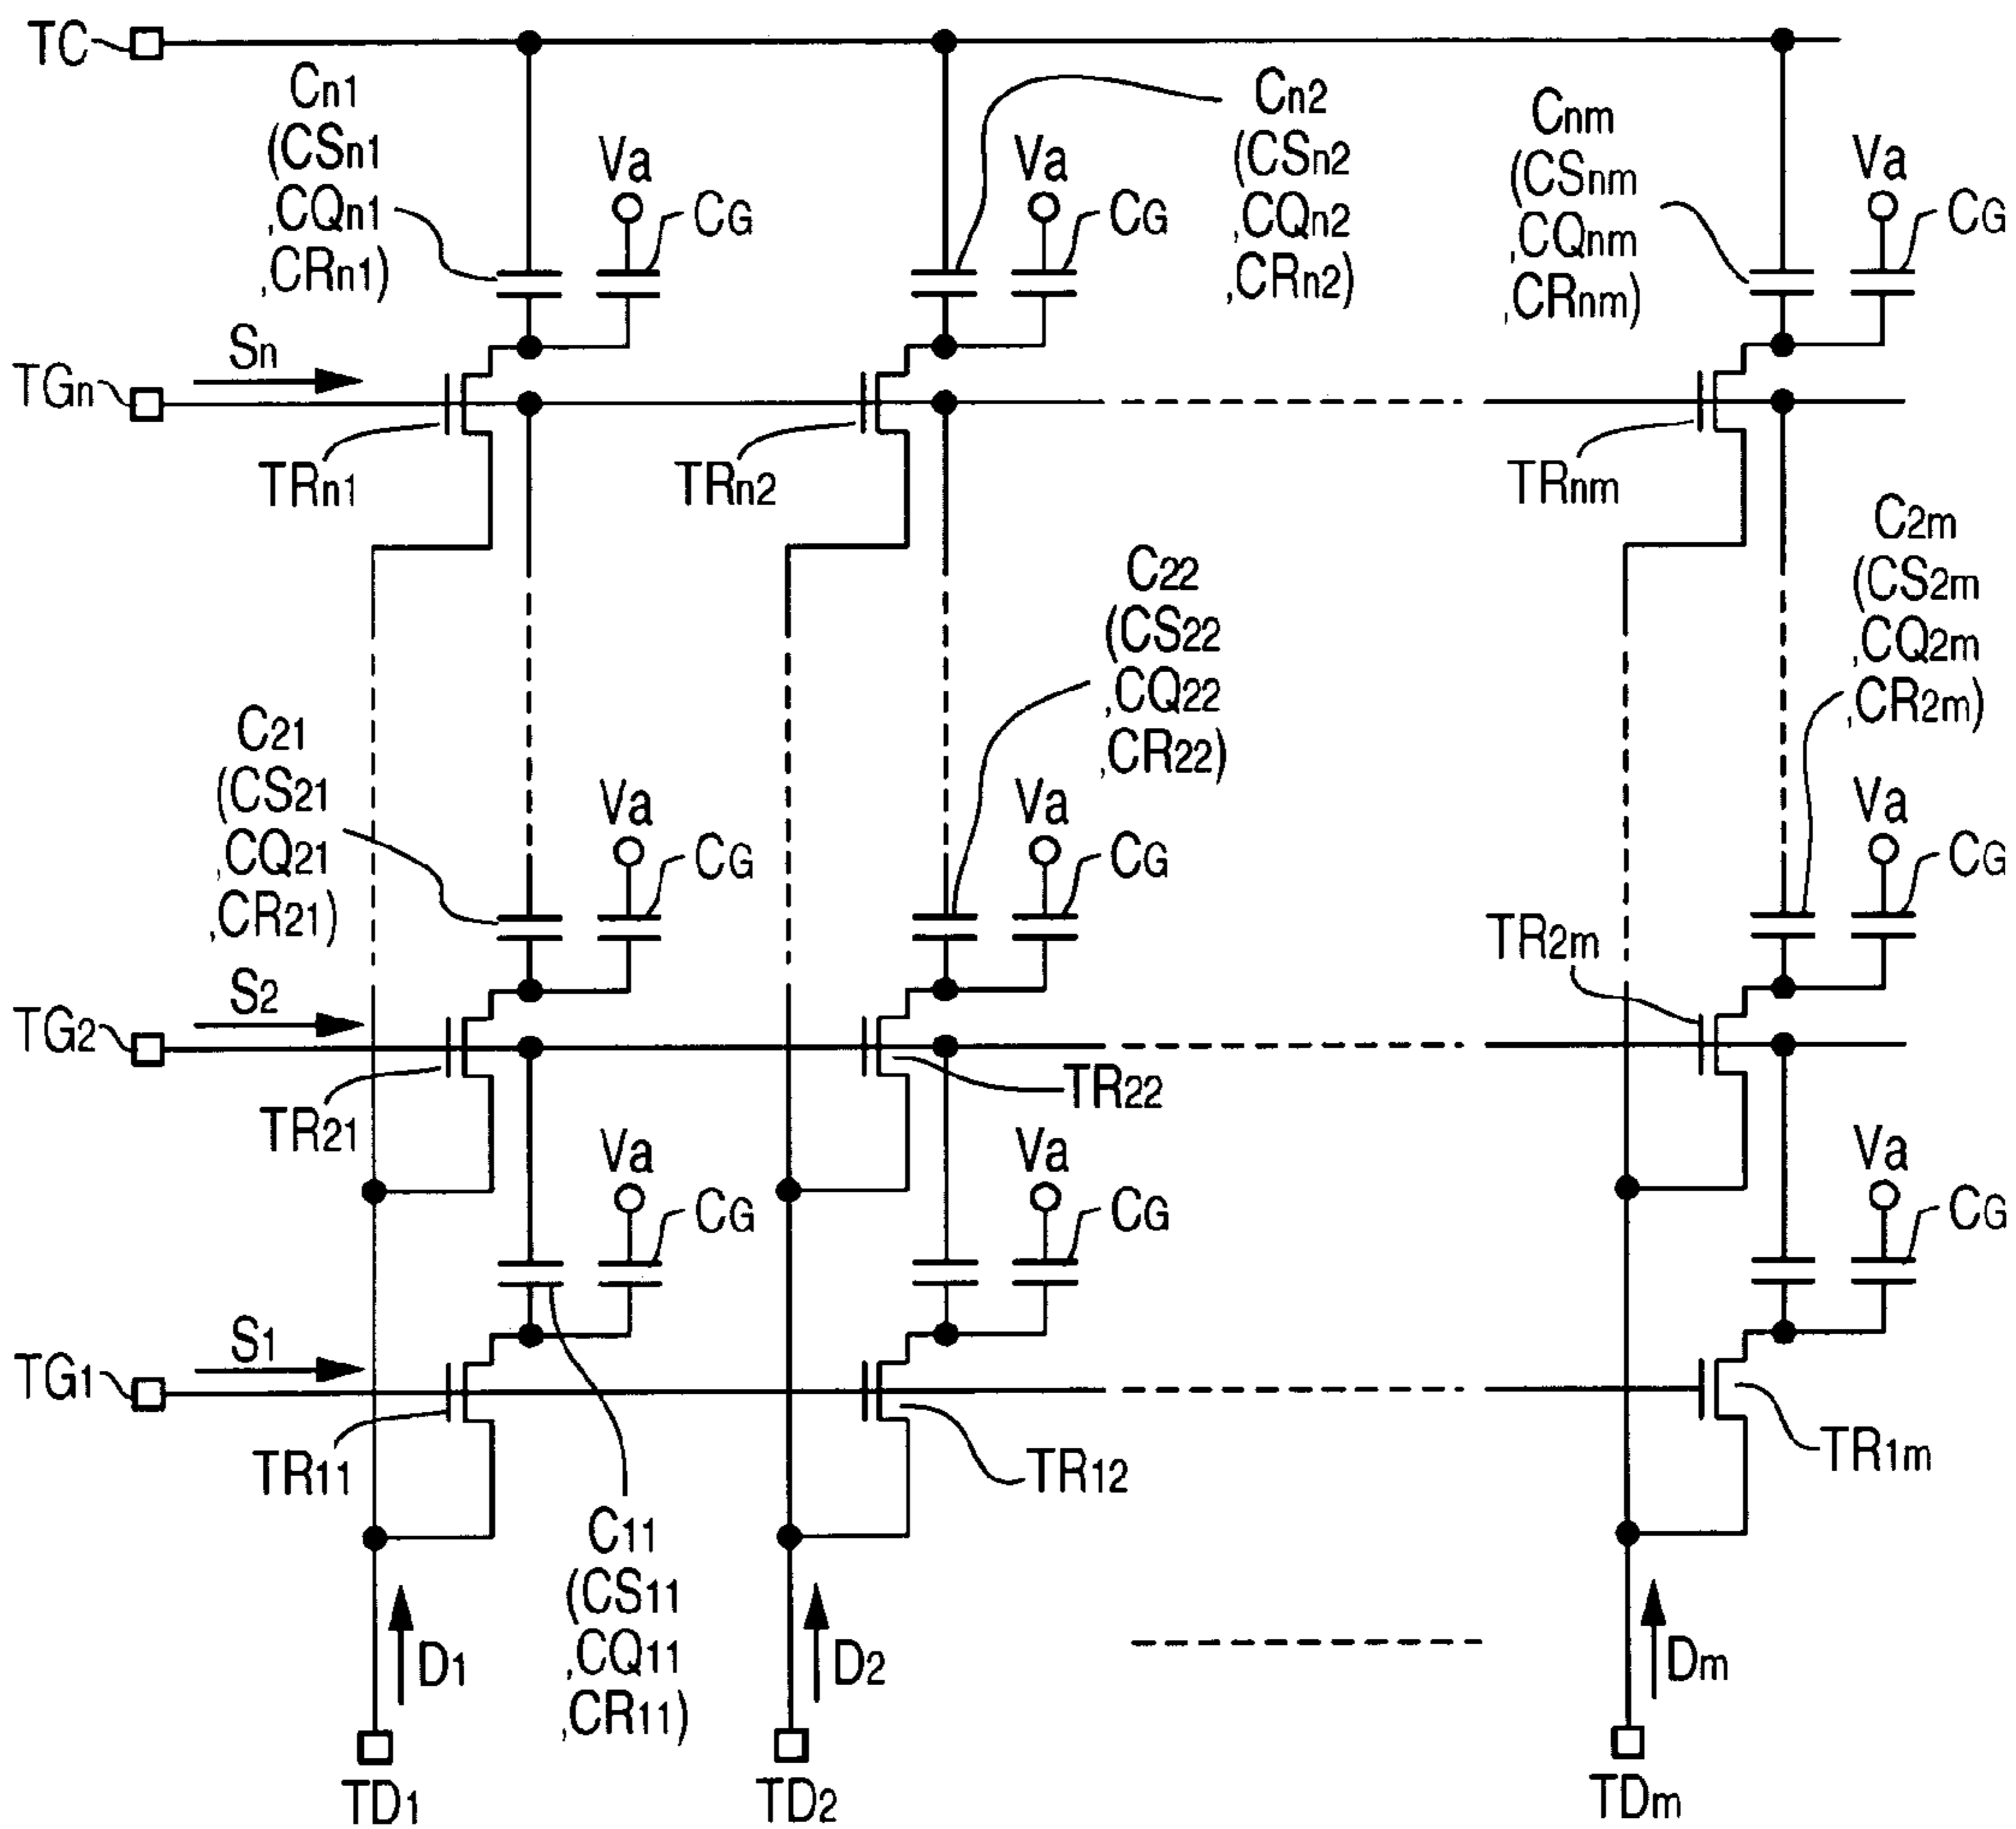 TC
Cn1
(CSn1
,CQn1
,CRn1)
Va
CG
Cn2
(CSn2
,CQn2
,CRn2)
Va
CG
Cnm
(CSnm
,CQnm
,CRnm)
Va
CG
Sn
TGn
TRn1
TRn2
TRnm
C21
(CS21
,CQ21
,CR21)
Va
CG
C22
(CS22
,CQ22
,CR22)
Va
CG
C2m
(CS2m
,CQ2m
,CR2m)
Va
CG
TR2m
S2
TG2
TR21
TR22
Va
CG
Va
CG
Va
CG
S1
TG1
TR11
TR12
TR1m
C11
(CS11
,CQ11
,CR11)
D1
D2
Dm
TD1
TD2
TDm